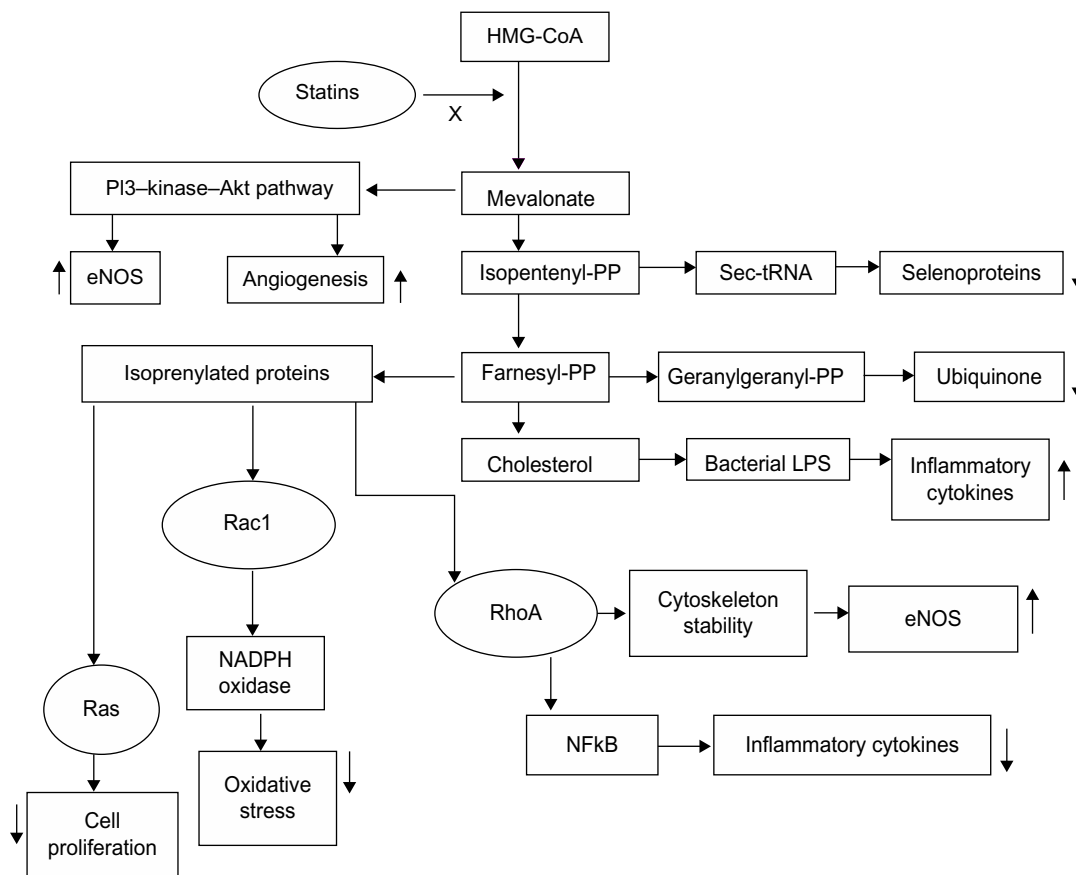 HMG-CoA
Statins
X
PI3–kinase–Akt pathway
Mevalonate
eNOS
Angiogenesis
Isopentenyl-PP
Sec-tRNA
Selenoproteins
Isoprenylated proteins
Farnesyl-PP
Geranylgeranyl-PP
Ubiquinone
Cholesterol
Bacterial LPS
Inflammatory
cytokines
Rac1
RhoA
Cytoskeleton
stability
eNOS
NADPH
oxidase
Ras
NFkB
Inflammatory cytokines
Oxidative
stress
Cell
proliferation